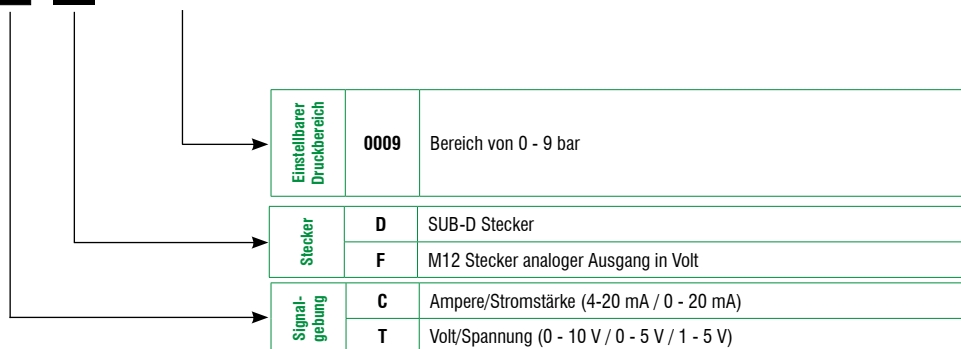 Einstellbarer
Druckbereich
0009 Bereich von 0 - 9 bar
Stecker
D SUB-D Stecker
F M12 Stecker analoger Ausgang in Volt
Signal-
gebung
C Ampere/Stromstärke (4-20 mA / 0 - 20 mA)
T Volt/Spannung (0 - 10 V / 0 - 5 V / 1 - 5 V)